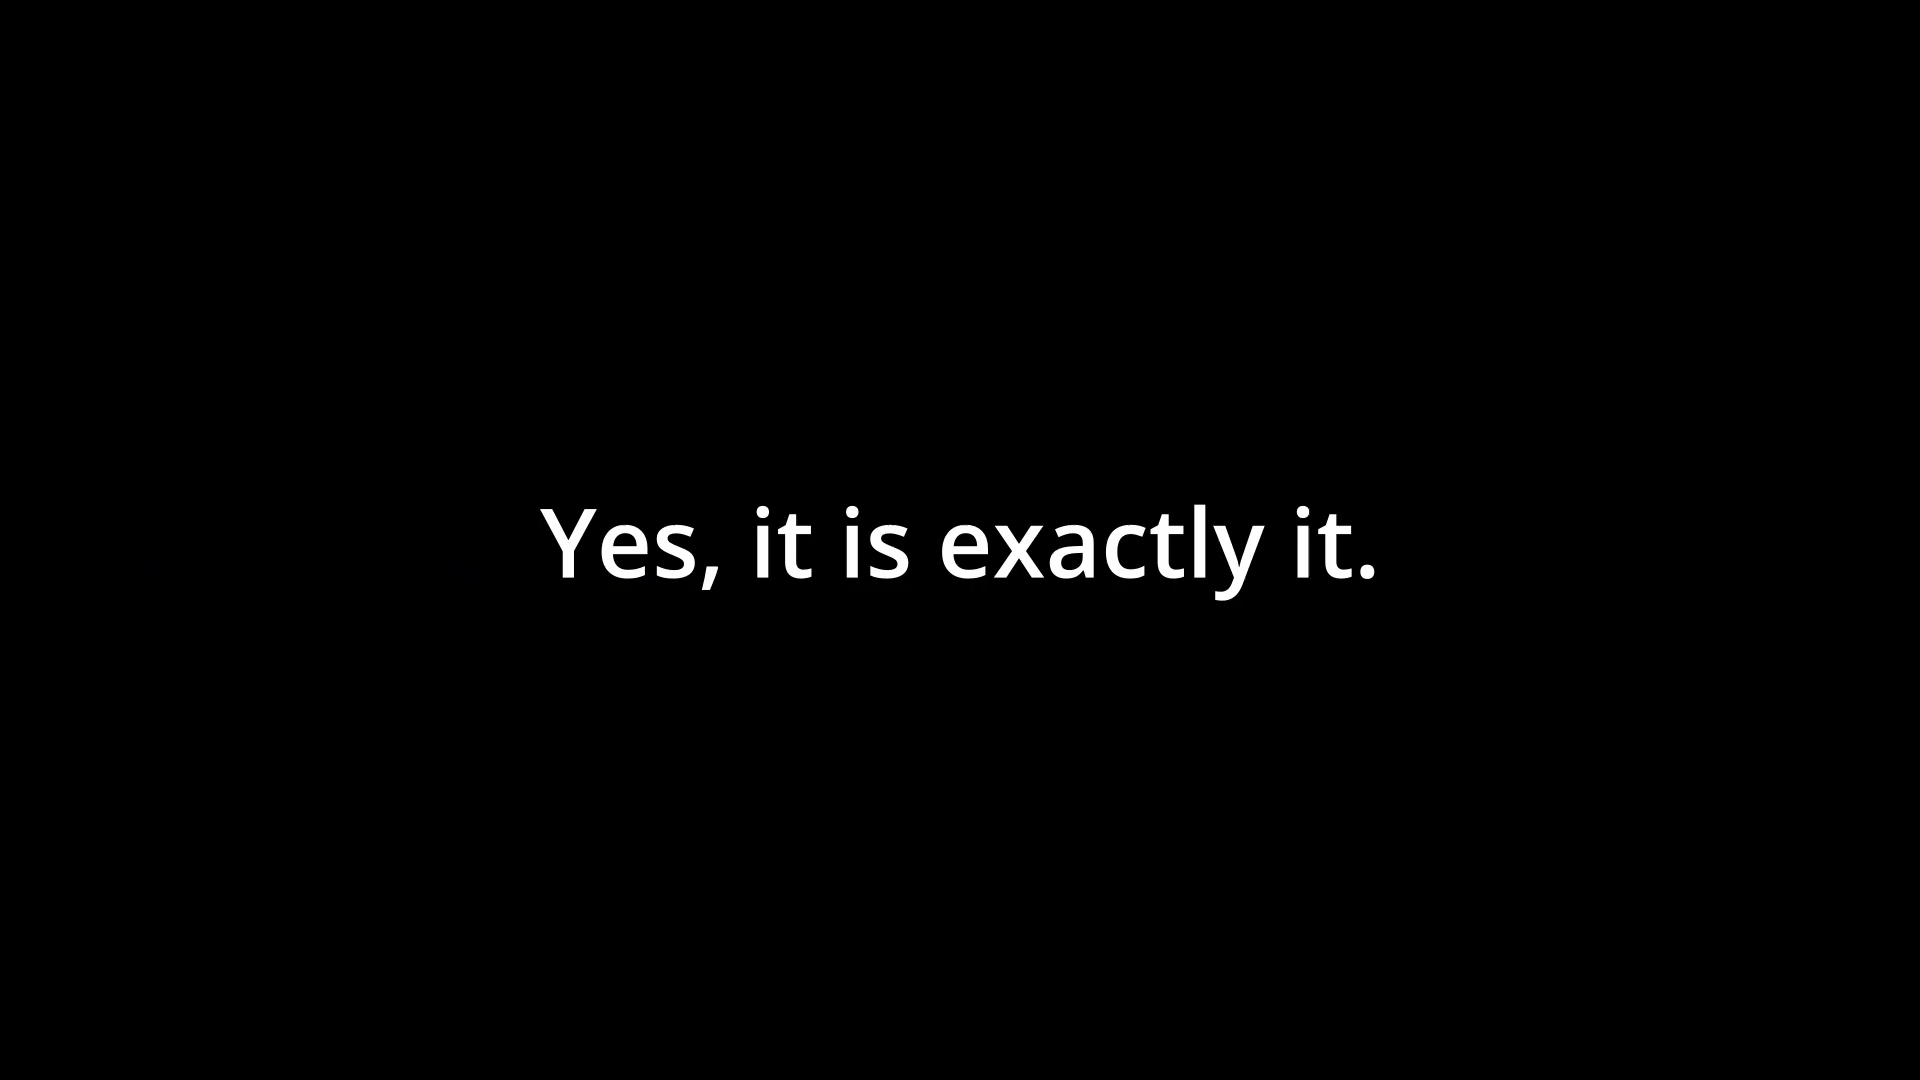 Yes, it is exactly it.